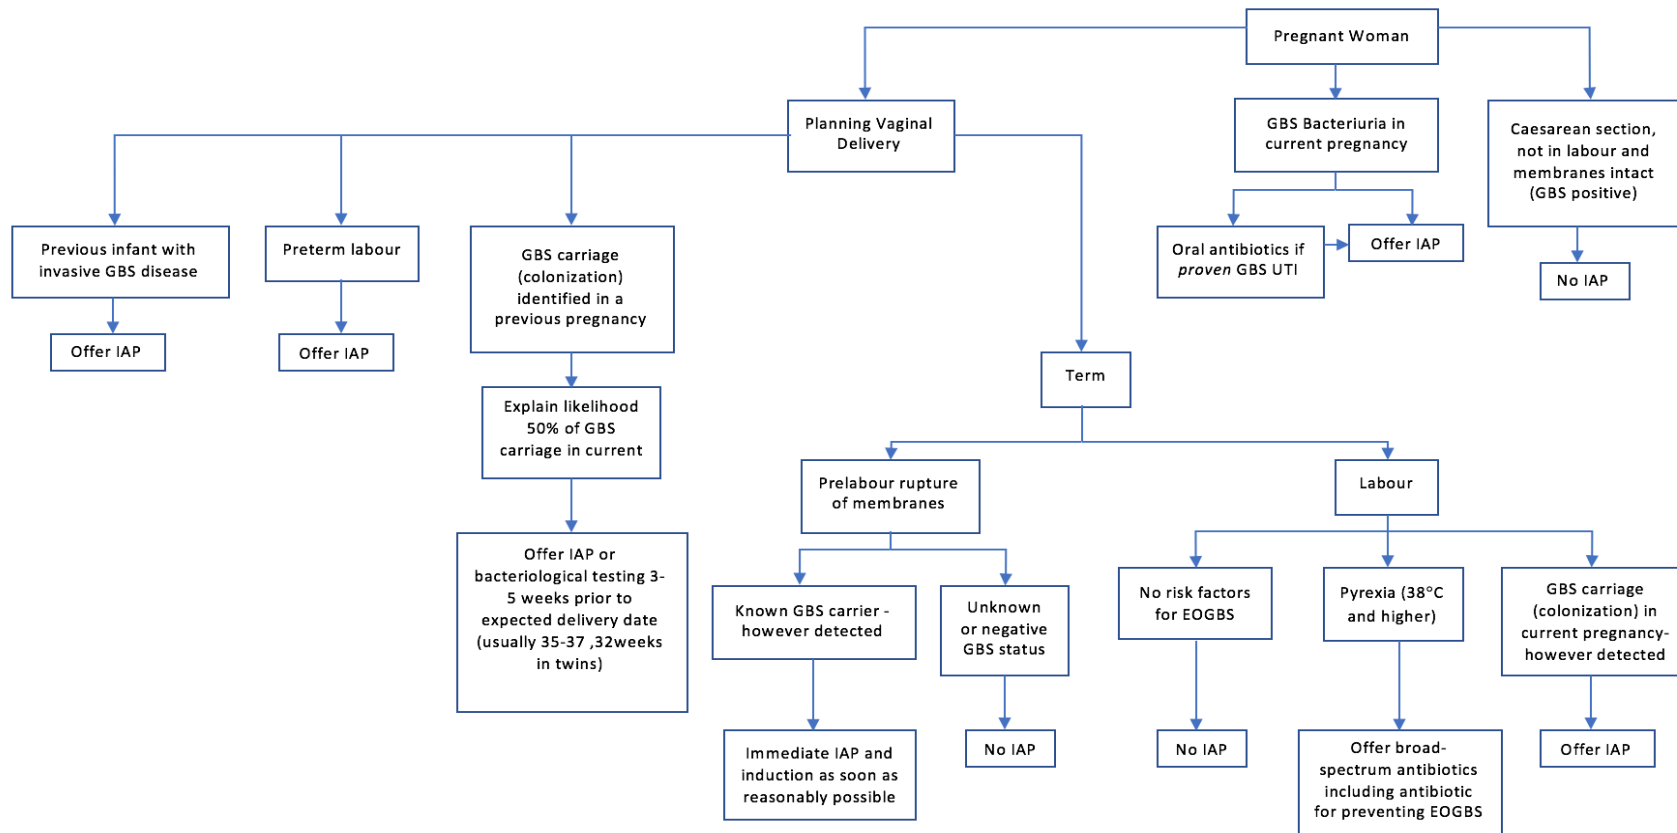 Pregnant Woman
Planning Vaginal
Delivery
GBS Bacteriuria in
current pregnancy
Caesarean section,
not in labour and
membranes intact
(GBS positive)
Previous infant with
invasive GBS disease
Preterm labour
GBS carriage
(colonization)
identified in a
previous pregnancy
Oral antibiotics if
proven GBS UTI
Offer IAP
No IAP
Offer IAP
Offer IAP
Explain likelihood
50% of GBS
carriage in current
Term
Prelabour rupture
of membranes
Labour
Offer IAP or
bacteriological testing 3-
5 weeks prior to
expected delivery date
(usually 35-37 ,32weeks
in twins)
Known GBS carrier -
however detected
Unknown
or negative
GBS status
No risk factors
for EOGBS
Pyrexia (38°C
and higher)
GBS carriage
(colonization) in
current pregnancy-
however detected
Immediate IAP and
induction as soon as
reasonably possible
No IAP
No IAP
Offer broad-
spectrum antibiotics
including antibiotic
for preventing EOGBS
Offer IAP